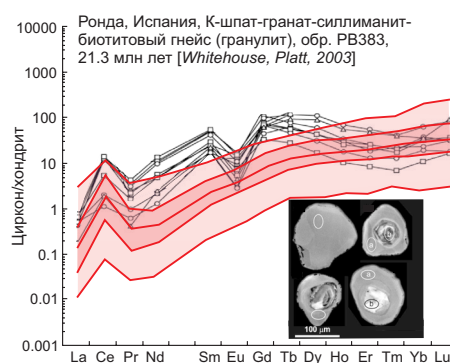 Ронда, Испания, К-шпат-гранат-силлиманит-
биотитовый гнейс (гранулит), обр. РВ383,
21.3 млн лет [Whitehouse, Platt, 2003]
Циркон/хондрит
10000
1000
100
10
1
0.1
0.01
0.001
a
b
100 μm
La Ce Pr Nd Sm Eu Gd Tb Dy Ho Er Tm Yb Lu